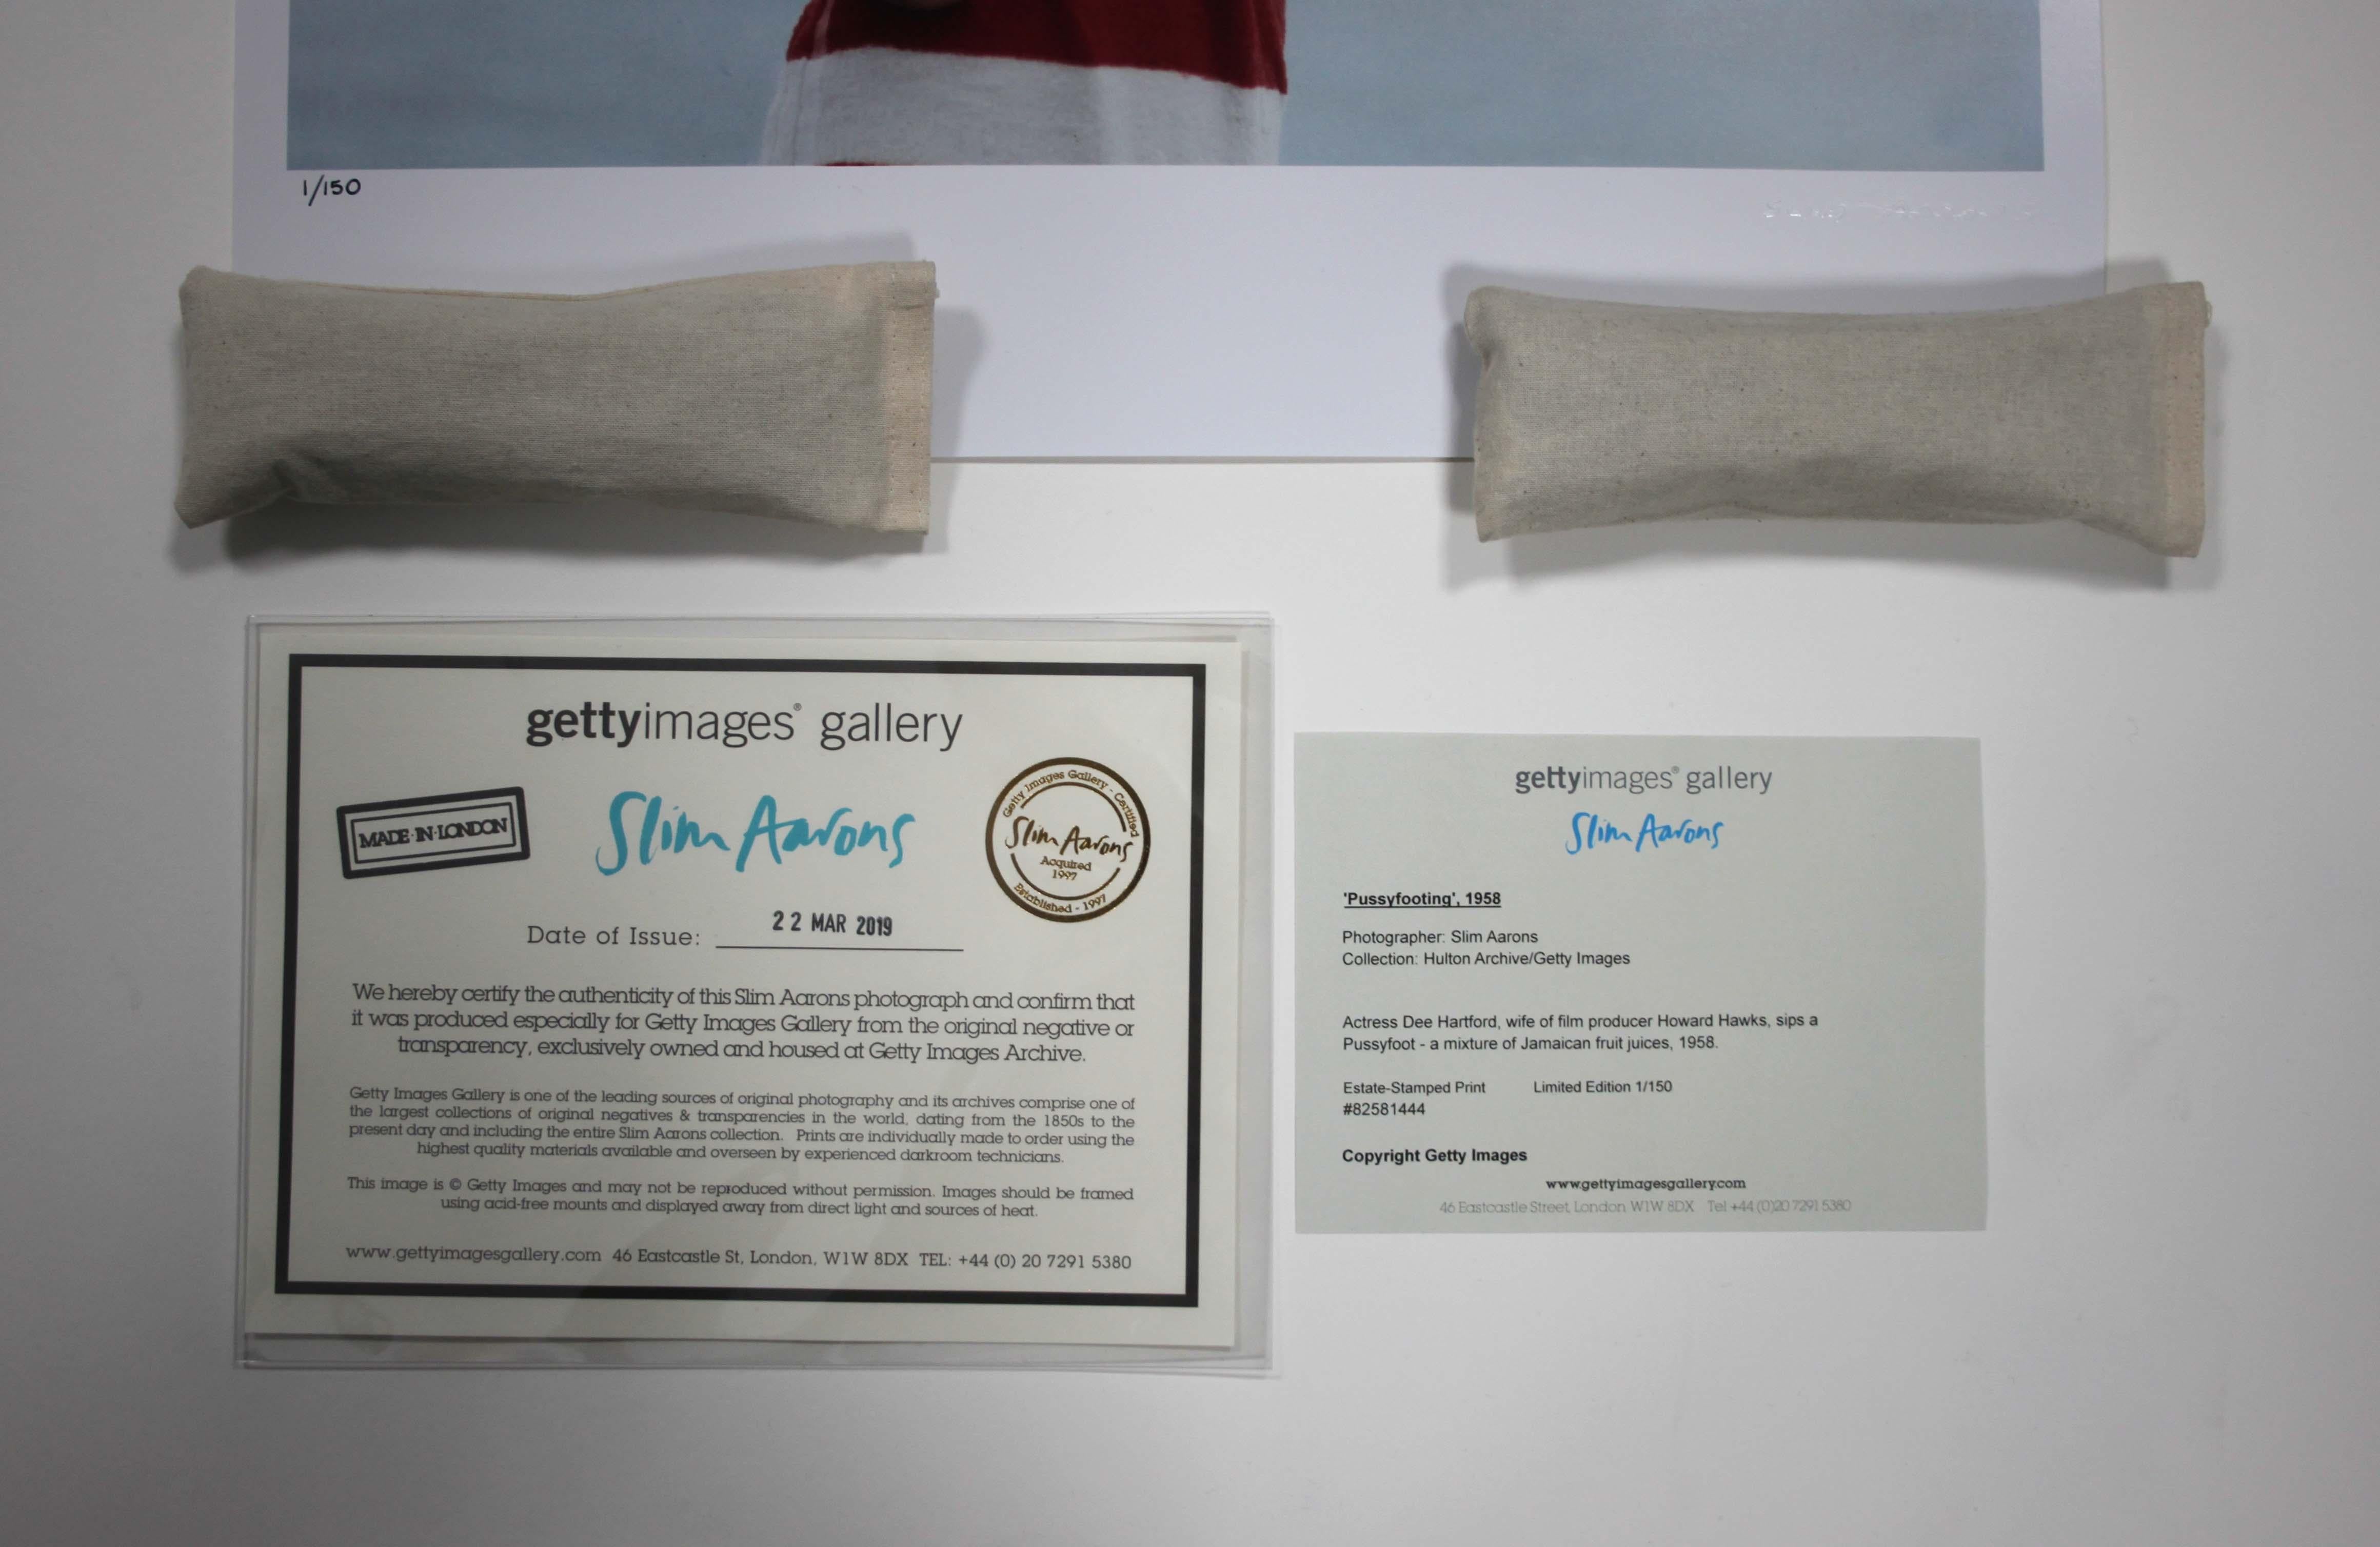 1/150
gettyimages® gallery
MADE·IN·LONDON
Slim Aarons
Getty Images Gallery - Certified
Slim Aarons
Acquired
1997
Established - 1997
Date of Issue: 22 MAR 2019
We hereby certify the authenticity of this Slim Aarons photograph and confirm that
it was produced especially for Getty Images Gallery from the original negative or
transparency, exclusively owned and housed at Getty Images Archive.
Getty Images Gallery is one of the leading sources of original photography and its archives comprise one of
the largest collections of original negatives & transparencies in the world, dating from the 1850s to the
present day and including the entire Slim Aarons collection. Prints are individually made to order using the
highest quality materials available and overseen by experienced darkroom technicians.
This image is © Getty Images and may not be reproduced without permission. Images should be framed
using acid-free mounts and displayed away from direct light and sources of heat.
www.gettyimagesgallery.com 46 Eastcastle St, London, W1W 8DX TEL: +44 (0) 20 7291 5380
gettyimages® gallery
Slim Aarons
'Pussyfooting', 1958
Photographer: Slim Aarons
Collection: Hulton Archive/Getty Images
Actress Dee Hartford, wife of film producer Howard Hawks, sips a
Pussyfoot - a mixture of Jamaican fruit juices, 1958.
Estate-Stamped Print Limited Edition 1/150
#82581444
Copyright Getty Images
www.gettyimagesgallery.com
46 Eastcastle Street, London W1W 8DX Tel +44 (0)20 7291 5380